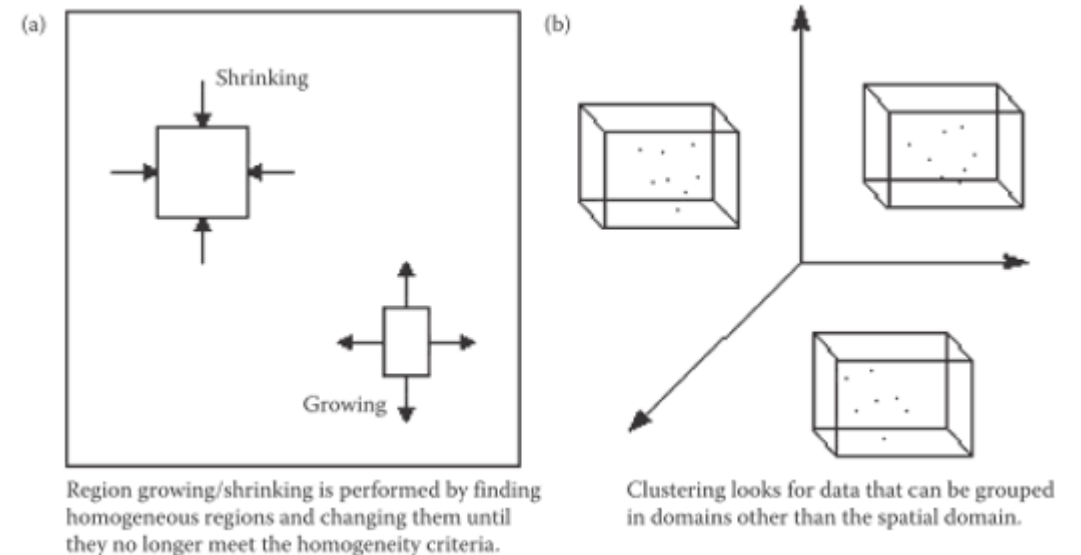 (a)
Shrinking
Growing
Region growing/shrinking is performed by finding
homogeneous regions and changing them until
they no longer meet the homogeneity criteria.
(b)
Clustering looks for data that can be grouped
in domains other than the spatial domain.